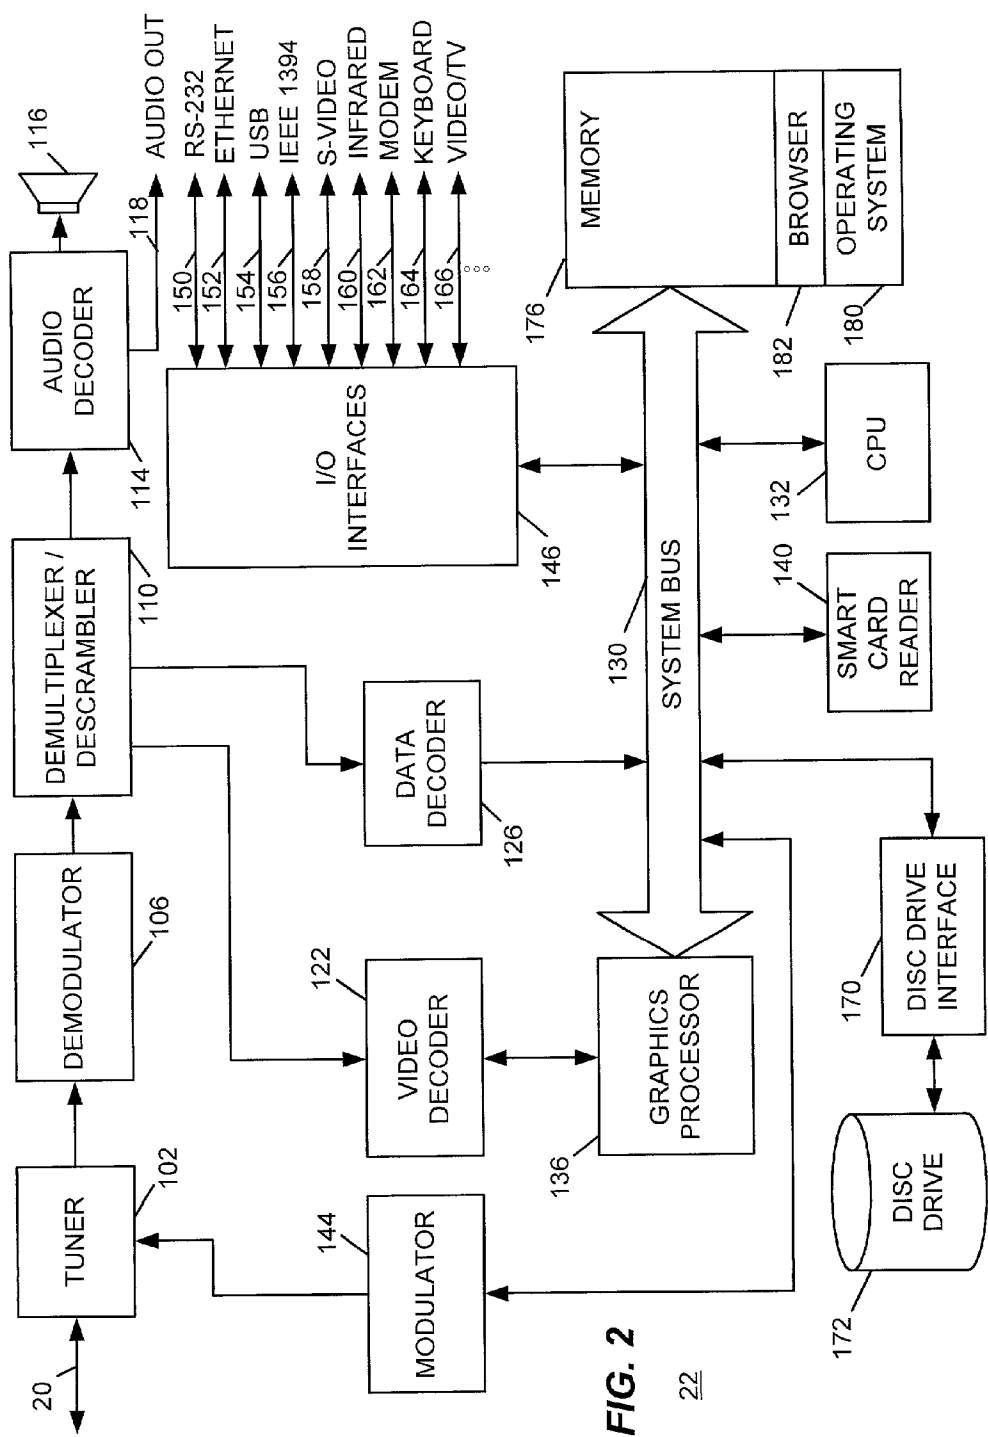 20
TUNER
102
DEMODULATOR
106
DEMULTIPLEXER /
DESCRAMBLER
110
AUDIO
DECODER
114
116
118
AUDIO OUT
RS-232
ETHERNET
USB
IEEE 1394
S-VIDEO
INFRARED
MODEM
KEYBOARD
VIDEO/TV
150
152
154
156
158
160
162
164
166
I/O
INTERFACES
146
MODULATOR
144
VIDEO
DECODER
122
DATA
DECODER
126
GRAPHICS
PROCESSOR
136
SYSTEM BUS
130
MEMORY
176
BROWSER
182
OPERATING
SYSTEM
180
DISC
DRIVE
172
DISC DRIVE
INTERFACE
170
SMART
CARD
READER
140
CPU
132
FIG. 2
22